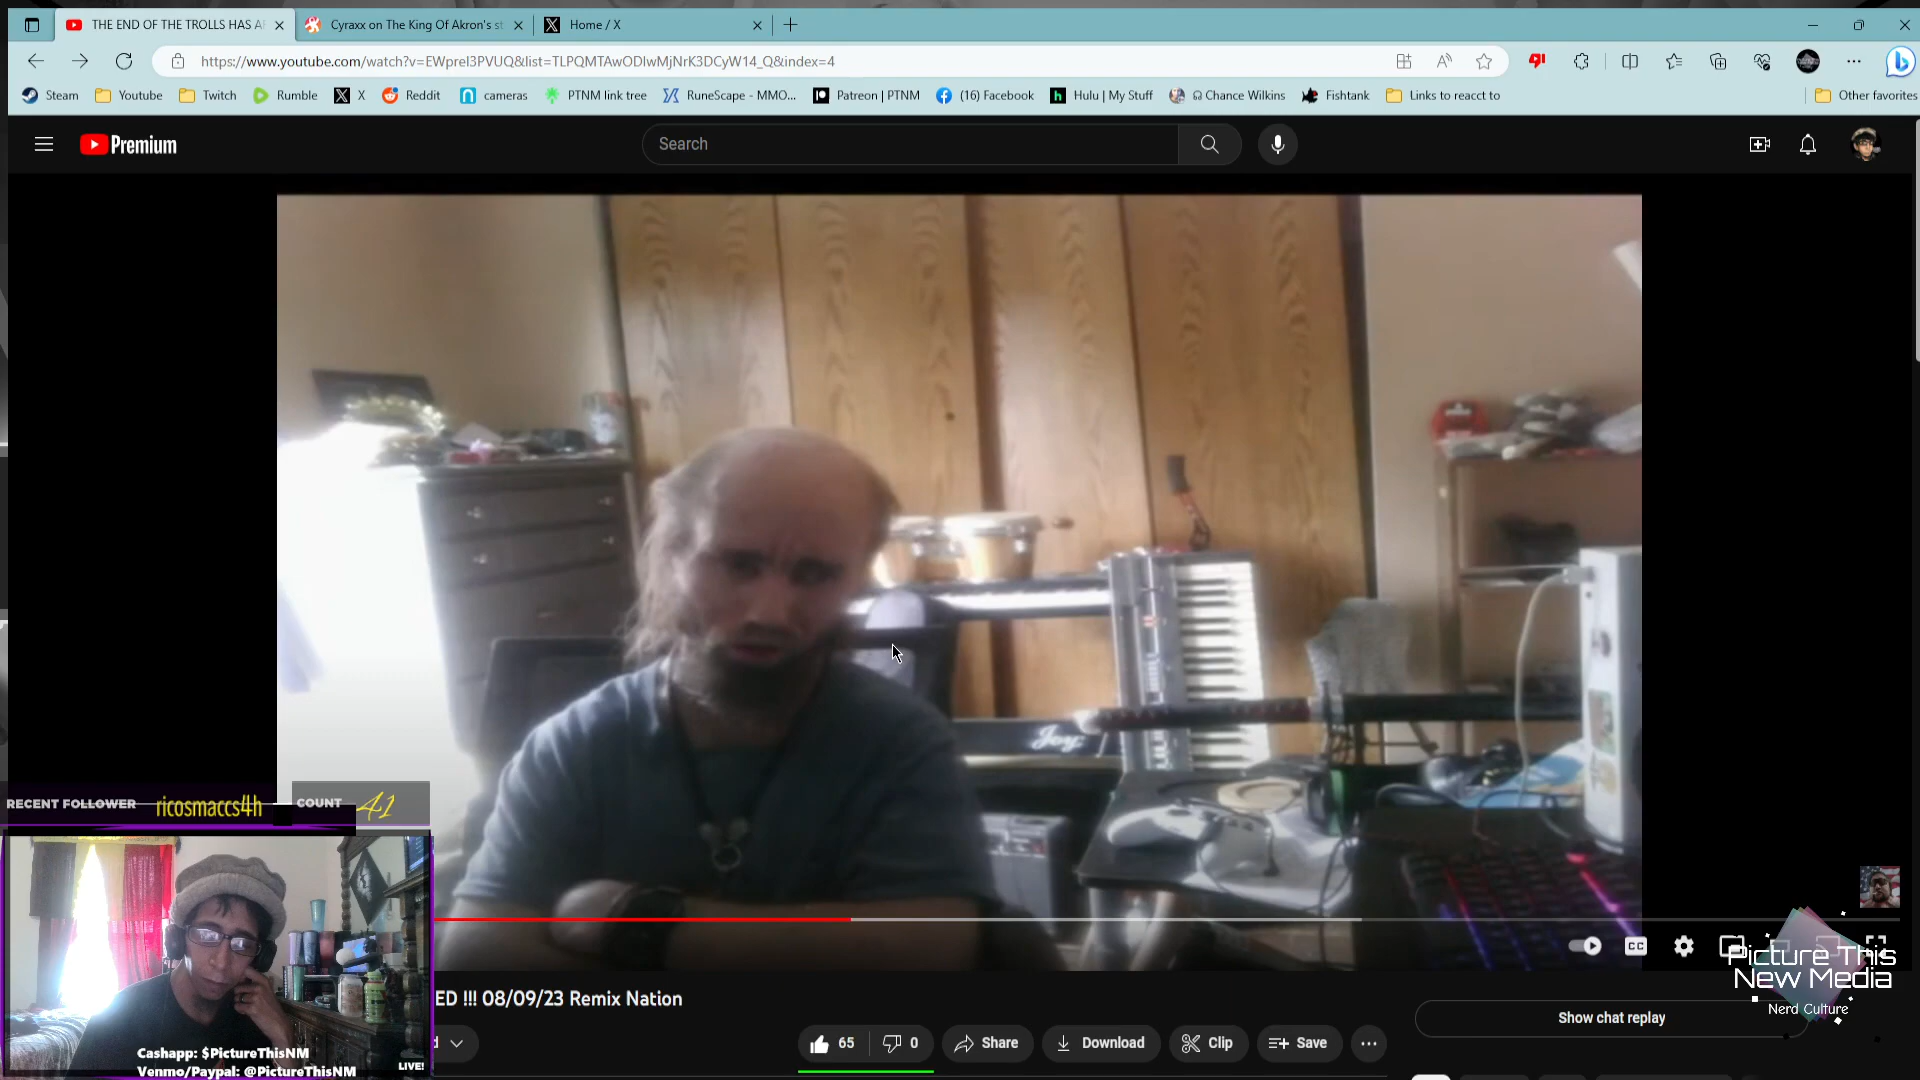 THE END OF THE TROLLS HAS A
Cyraxx on The King Of Akron's st
Home / X
https://www.youtube.com/watch?v=EWpreI3PVUQ&list=TLPQMTAwODIwMjNrK3DCyW14_Q&index=4
Steam
Youtube
Twitch
Rumble
X
Reddit
cameras
PTNM link tree
RuneScape - MMO...
Patreon | PTNM
(16) Facebook
Hulu | My Stuff
Chance Wilkins
Fishtank
Links to reacct to
Other favorites
Premium
Search
Joy
RECENT FOLLOWER ricosmaccs4h COUNT 41
CC
Picture This
New Media
Nerd Culture
ED !!! 08/09/23 Remix Nation
Show chat replay
d
65
0
Share
Download
Clip
Save
Cashapp: $PictureThisNM
Venmo/Paypal: @PictureThisNM
LIVE!